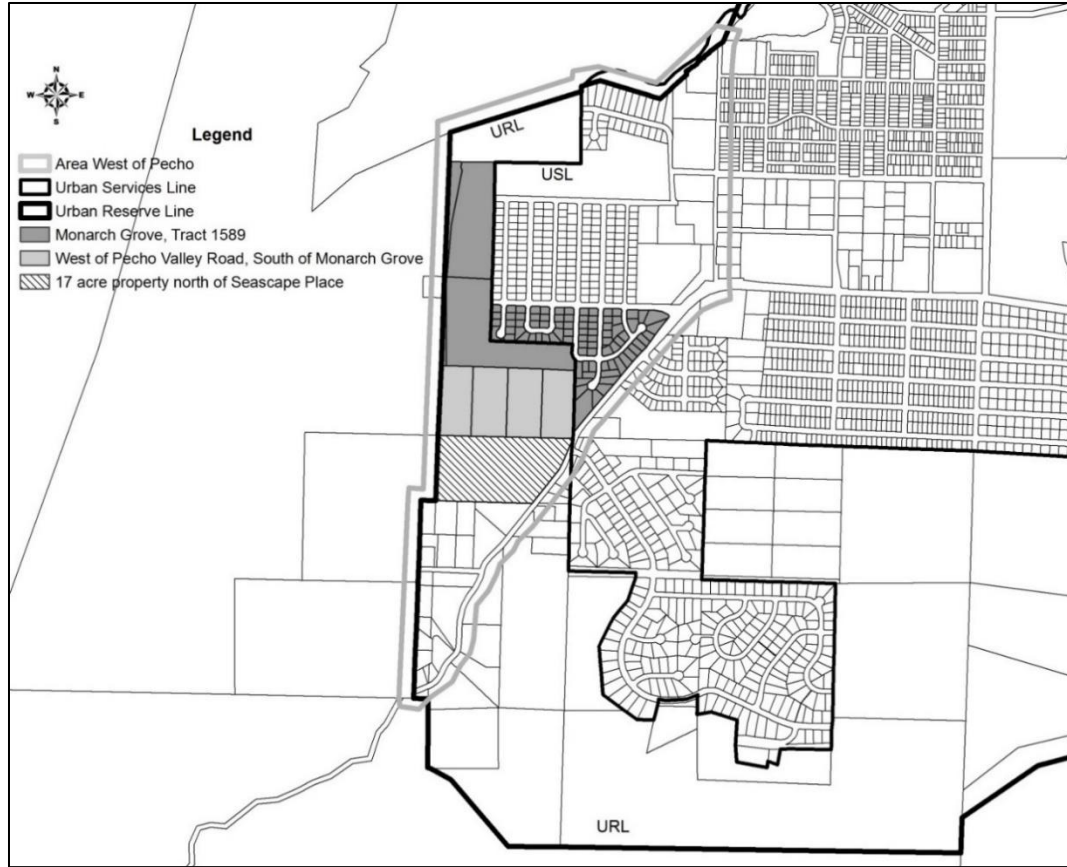 N
W E
S
Legend
Area West of Pecho
Urban Services Line
Urban Reserve Line
Monarch Grove, Tract 1589
West of Pecho Valley Road, South of Monarch Grove
17 acre property north of Seascape Place
URL
USL
URL